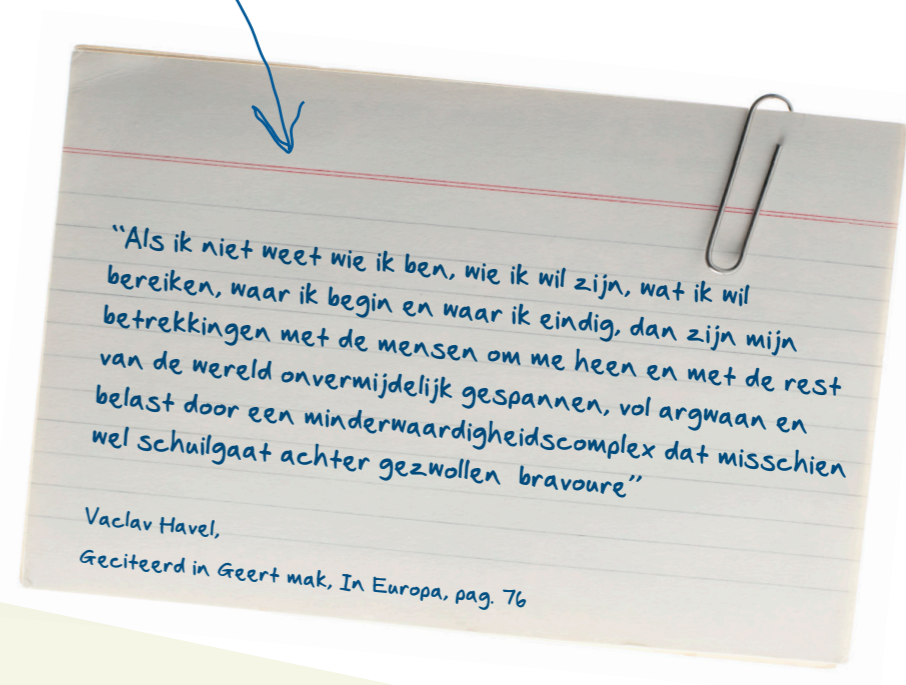 “Als ik niet weet wie ik ben, wie ik wil zijn, wat ik wil
bereiken, waar ik begin en waar ik eindig, dan zijn mijn
betrekkingen met de mensen om me heen en met de rest
van de wereld onvermijdelijk gespannen, vol argwaan en
belast door een minderwaardigheidscomplex dat misschien
wel schuilgaat achter gezwollen bravoure”
Vaclav Havel,
Geciteerd in Geert mak, In Europa, pag. 76